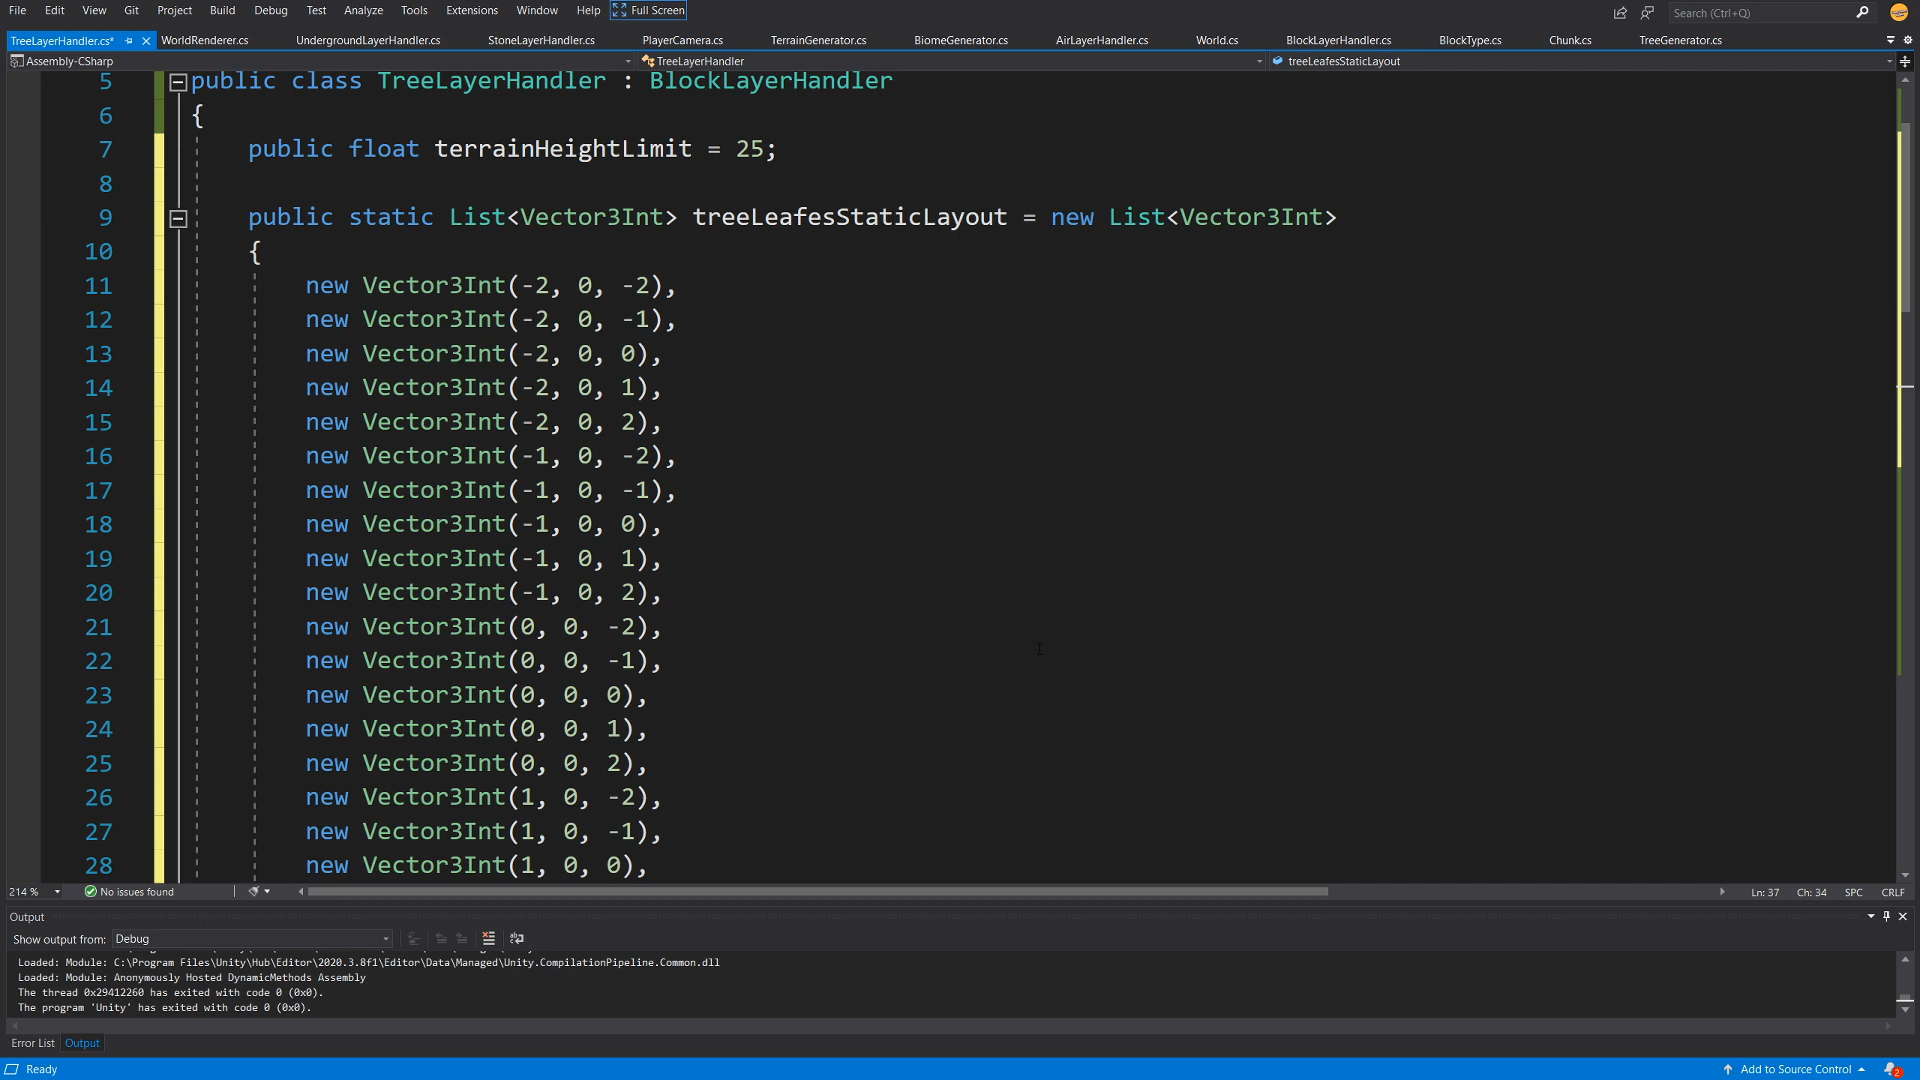 File Edit View Git Project Build Debug Test Analyze Tools Extensions Window Help Full Screen Search (Ctrl+Q)
TreeLayerHandler.cs* WorldRenderer.cs UndergroundLayerHandler.cs StoneLayerHandler.cs PlayerCamera.cs TerrainGenerator.cs BiomeGenerator.cs AirLayerHandler.cs World.cs BlockLayerHandler.cs BlockType.cs Chunk.cs TreeGenerator.cs
Assembly-CSharp TreeLayerHandler treeLeafesStaticLayout
5 public class TreeLayerHandler : BlockLayerHandler
6 {
7 public float terrainHeightLimit = 25;
8
9 public static List<Vector3Int> treeLeafesStaticLayout = new List<Vector3Int>
10 {
11 new Vector3Int(-2, 0, -2),
12 new Vector3Int(-2, 0, -1),
13 new Vector3Int(-2, 0, 0),
14 new Vector3Int(-2, 0, 1),
15 new Vector3Int(-2, 0, 2),
16 new Vector3Int(-1, 0, -2),
17 new Vector3Int(-1, 0, -1),
18 new Vector3Int(-1, 0, 0),
19 new Vector3Int(-1, 0, 1),
20 new Vector3Int(-1, 0, 2),
21 new Vector3Int(0, 0, -2),
22 new Vector3Int(0, 0, -1),
23 new Vector3Int(0, 0, 0),
24 new Vector3Int(0, 0, 1),
25 new Vector3Int(0, 0, 2),
26 new Vector3Int(1, 0, -2),
27 new Vector3Int(1, 0, -1),
28 new Vector3Int(1, 0, 0),
214 % No issues found Ln: 37 Ch: 34 SPC CRLF
Output
Show output from: Debug
Loaded: Module: C:\Program Files\Unity\Hub\Editor\2020.3.8f1\Editor\Data\Managed\Unity.CompilationPipeline.Common.dll
Loaded: Module: Anonymously Hosted DynamicMethods Assembly
The thread 0x29412260 has exited with code 0 (0x0).
The program 'Unity' has exited with code 0 (0x0).
Error List Output
Ready Add to Source Control 2